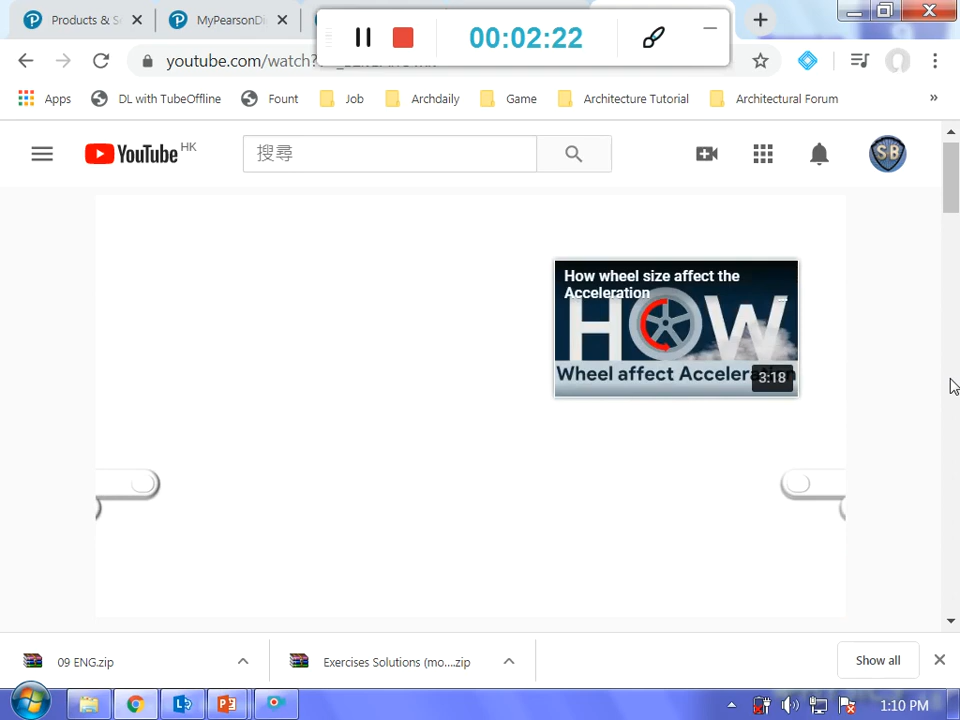 Products & S
MyPearsonDi
00:02:22
youtube.com/watch?
Apps
DL with TubeOffline
Fount
Job
Archdaily
Game
Architecture Tutorial
Architectural Forum
»
YouTube HK
搜尋
SB
How wheel size affect the
Acceleration
HOW
Wheel affect Acceleration
3:18
09 ENG.zip
Exercises Solutions (mo....zip
Show all
1:10 PM